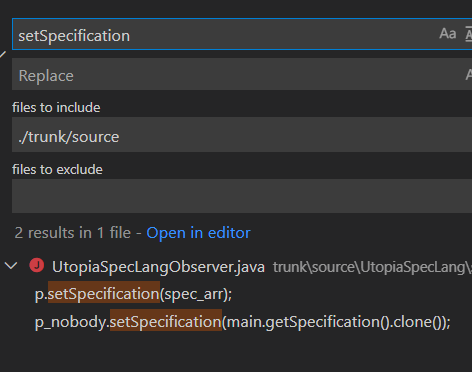 setSpecification Aa
Replace
files to include
./trunk/source
files to exclude
2 results in 1 file - Open in editor
J UtopiaSpecLangObserver.java trunk\source\UtopiaSpecLang\
p.setSpecification(spec_arr);
p_nobody.setSpecification(main.getSpecification().clone());